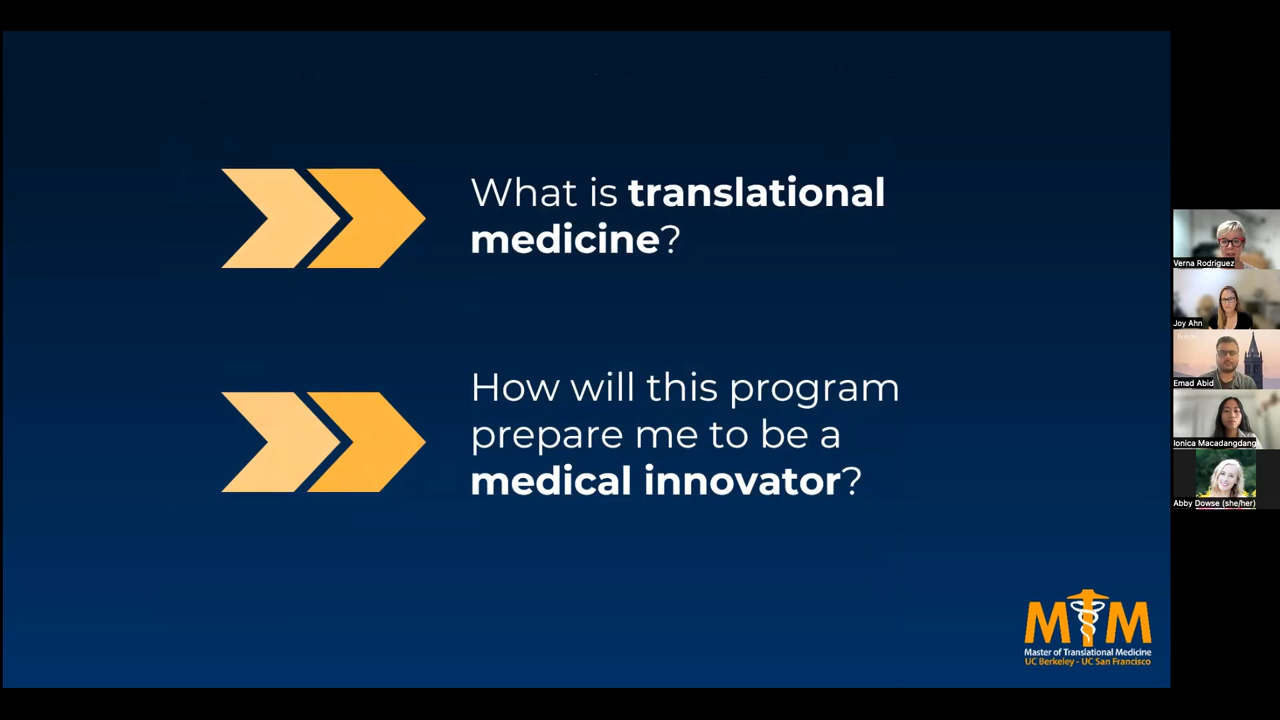 What is translational
medicine?
How will this program
prepare me to be a
medical innovator?
MTM
Master of Translational Medicine
UC Berkeley - UC San Francisco
Verna Rodriguez
Joy Ahn
Emad Abid
Ionica Macadangdang
Abby Dowse (she/her)